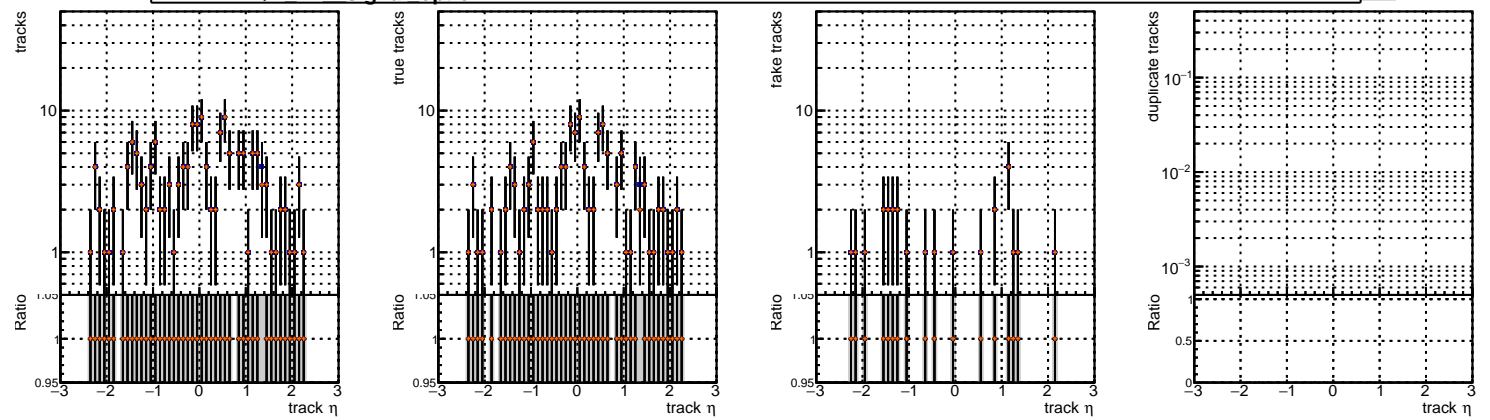 tracks
10
1
Ratio
1.05
1
0.95
−3 −2 −1 0 1 2 3
track η
true tracks
10
1
Ratio
1.05
1
0.95
−3 −2 −1 0 1 2 3
track η
fake tracks
10
1
Ratio
1.05
1
0.95
−3 −2 −1 0 1 2 3
track η
duplicate tracks
10−1
10−2
10−3
Ratio
1
0.5
0
−3 −2 −1 0 1 2 3
track η